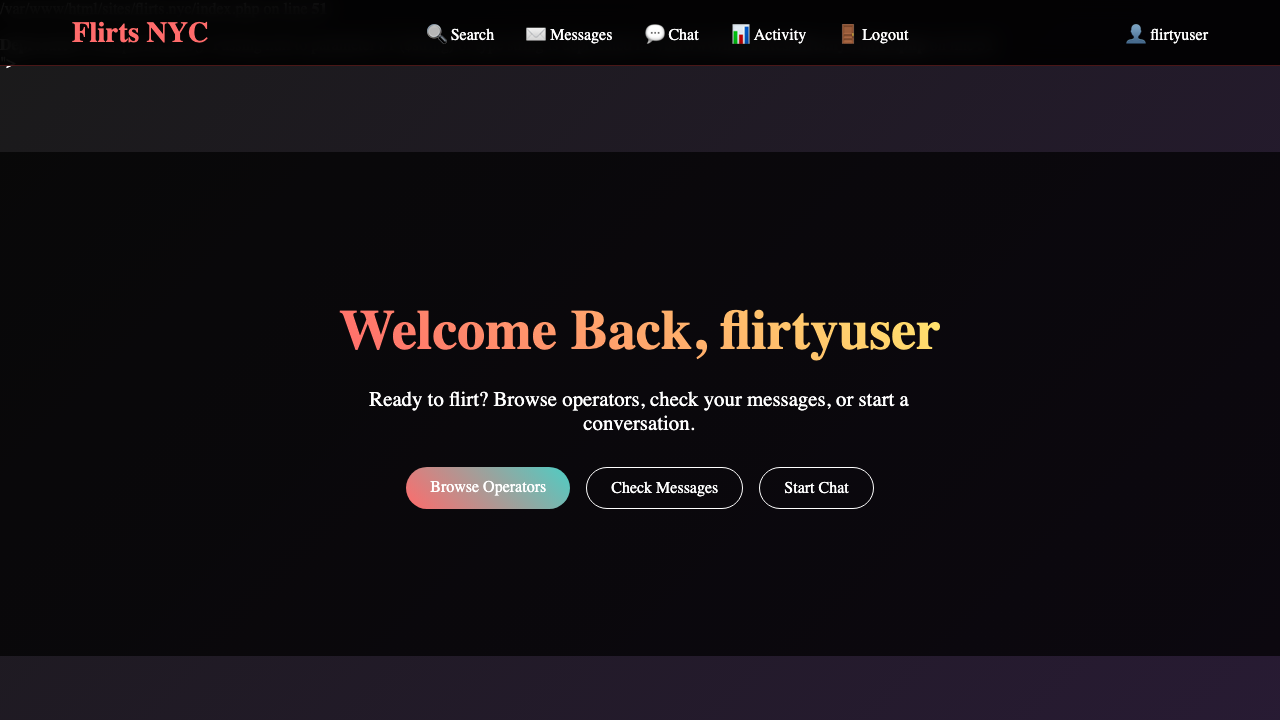 Flirts NYC
🔍 Search ✉️ Messages 💬 Chat 📊 Activity 🚪 Logout
👤 flirtyuser
Welcome Back, flirtyuser
Ready to flirt? Browse operators, check your messages, or start a
conversation.
Browse Operators
Check Messages
Start Chat